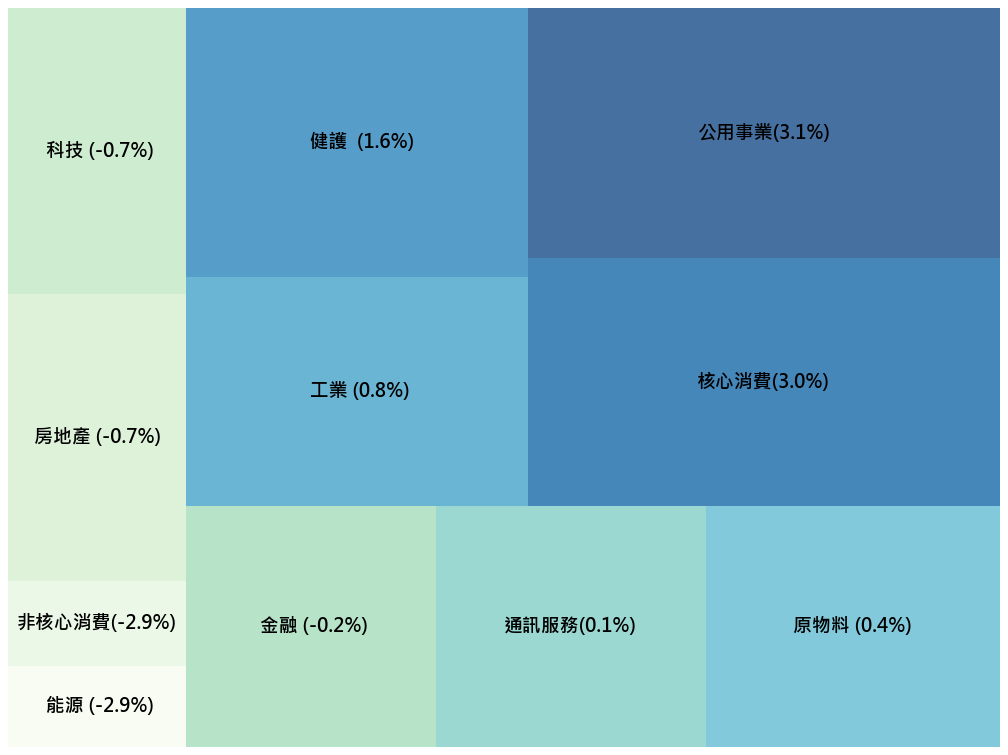 科技 (-0.7%)
健護 (1.6%)
公用事業(3.1%)
房地產 (-0.7%)
工業 (0.8%)
核心消費(3.0%)
非核心消費(-2.9%)
能源 (-2.9%)
金融 (-0.2%)
通訊服務(0.1%)
原物料 (0.4%)